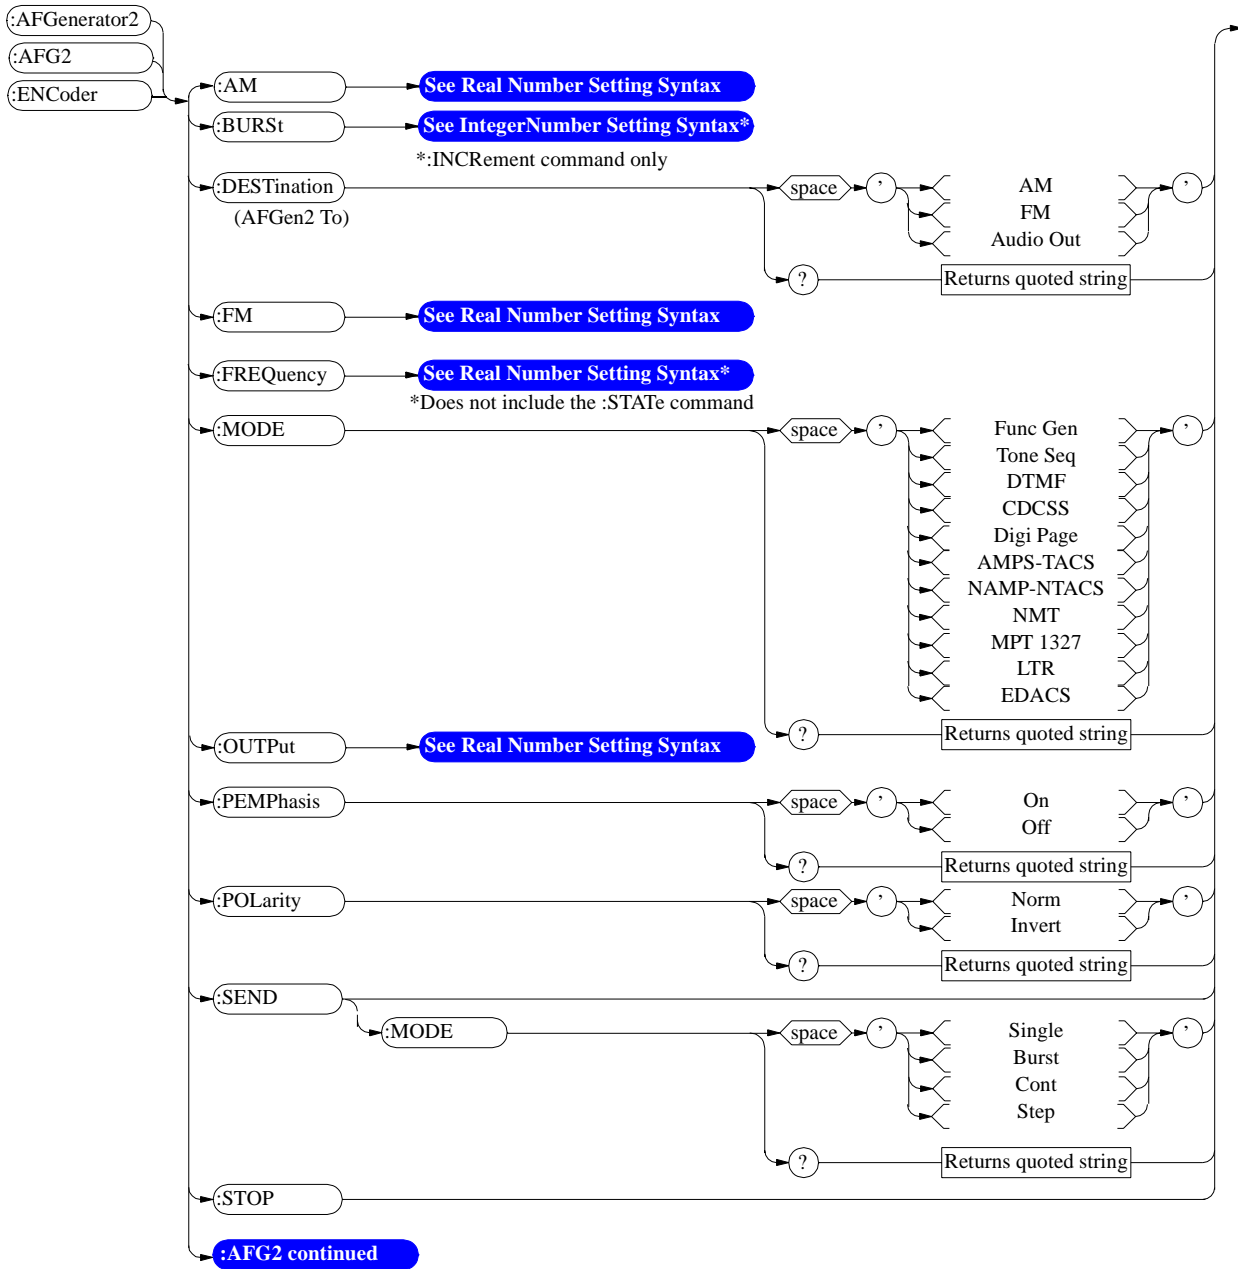 :AFGenerator2
:AFG2
:ENCoder
:AM
See Real Number Setting Syntax
:BURSt
See IntegerNumber Setting Syntax*
*:INCRement command only
:DESTination
(AFGen2 To)
space
'
AM
FM
Audio Out
'
?
Returns quoted string
:FM
See Real Number Setting Syntax
:FREQuency
See Real Number Setting Syntax*
*Does not include the :STATe command
:MODE
space
'
Func Gen
Tone Seq
DTMF
CDCSS
Digi Page
AMPS-TACS
NAMP-NTACS
NMT
MPT 1327
LTR
EDACS
'
?
Returns quoted string
:OUTPut
See Real Number Setting Syntax
:PEMPhasis
space
'
On
Off
'
?
Returns quoted string
:POLarity
space
'
Norm
Invert
'
?
Returns quoted string
:SEND
:MODE
space
'
Single
Burst
Cont
Step
'
?
Returns quoted string
:STOP
:AFG2 continued